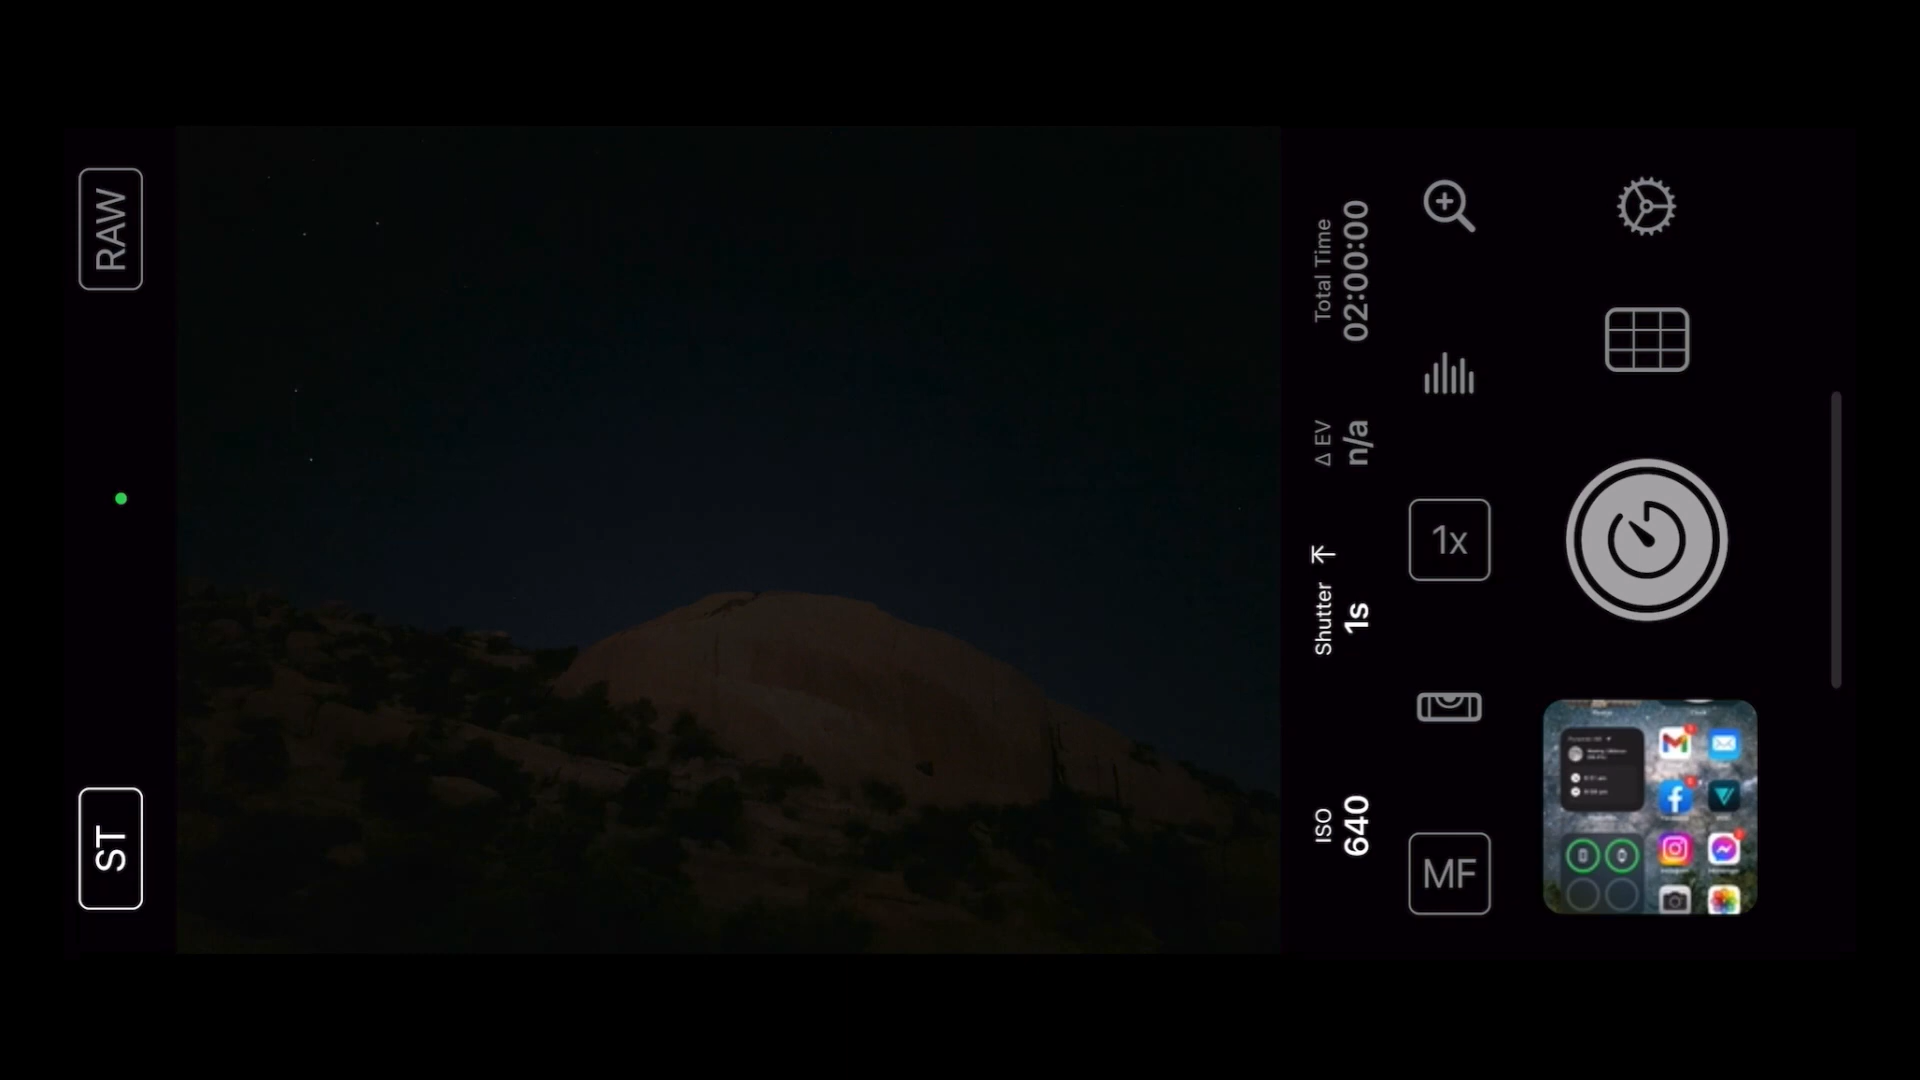 RAW
ST
Total Time
02:00:00
Δ EV
n/a
Shutter
1s
ISO
640
1x
MF